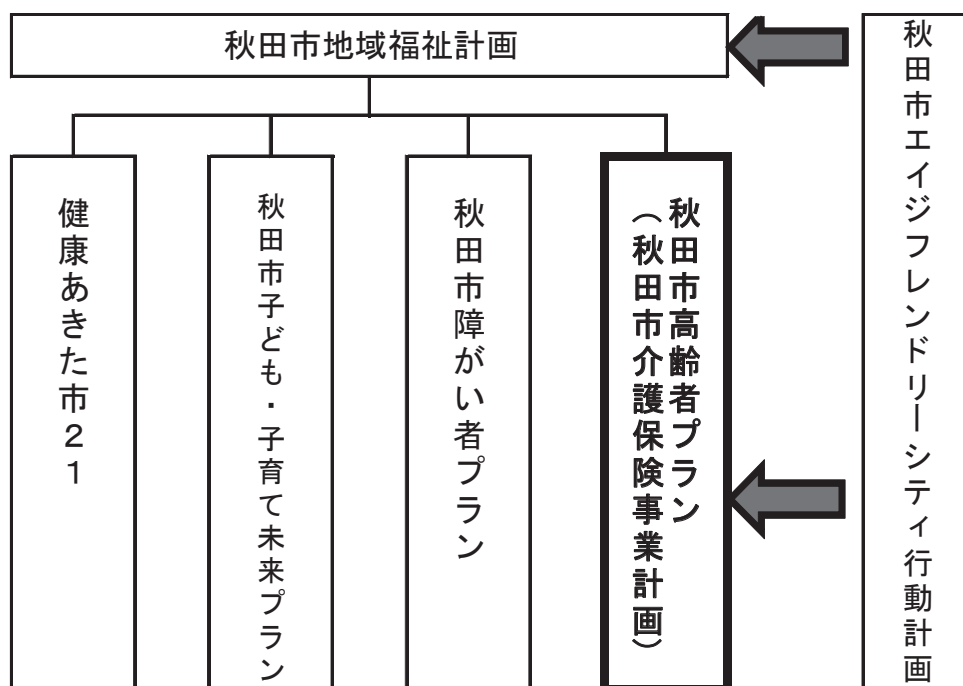 秋田市地域福祉計画
健康あきた市２１
秋田市子ども・子育て未来プラン
秋田市障がい者プラン
秋田市高齢者プラン
（秋田市介護保険事業計画）
秋田市エイジフレンドリーシティ行動計画